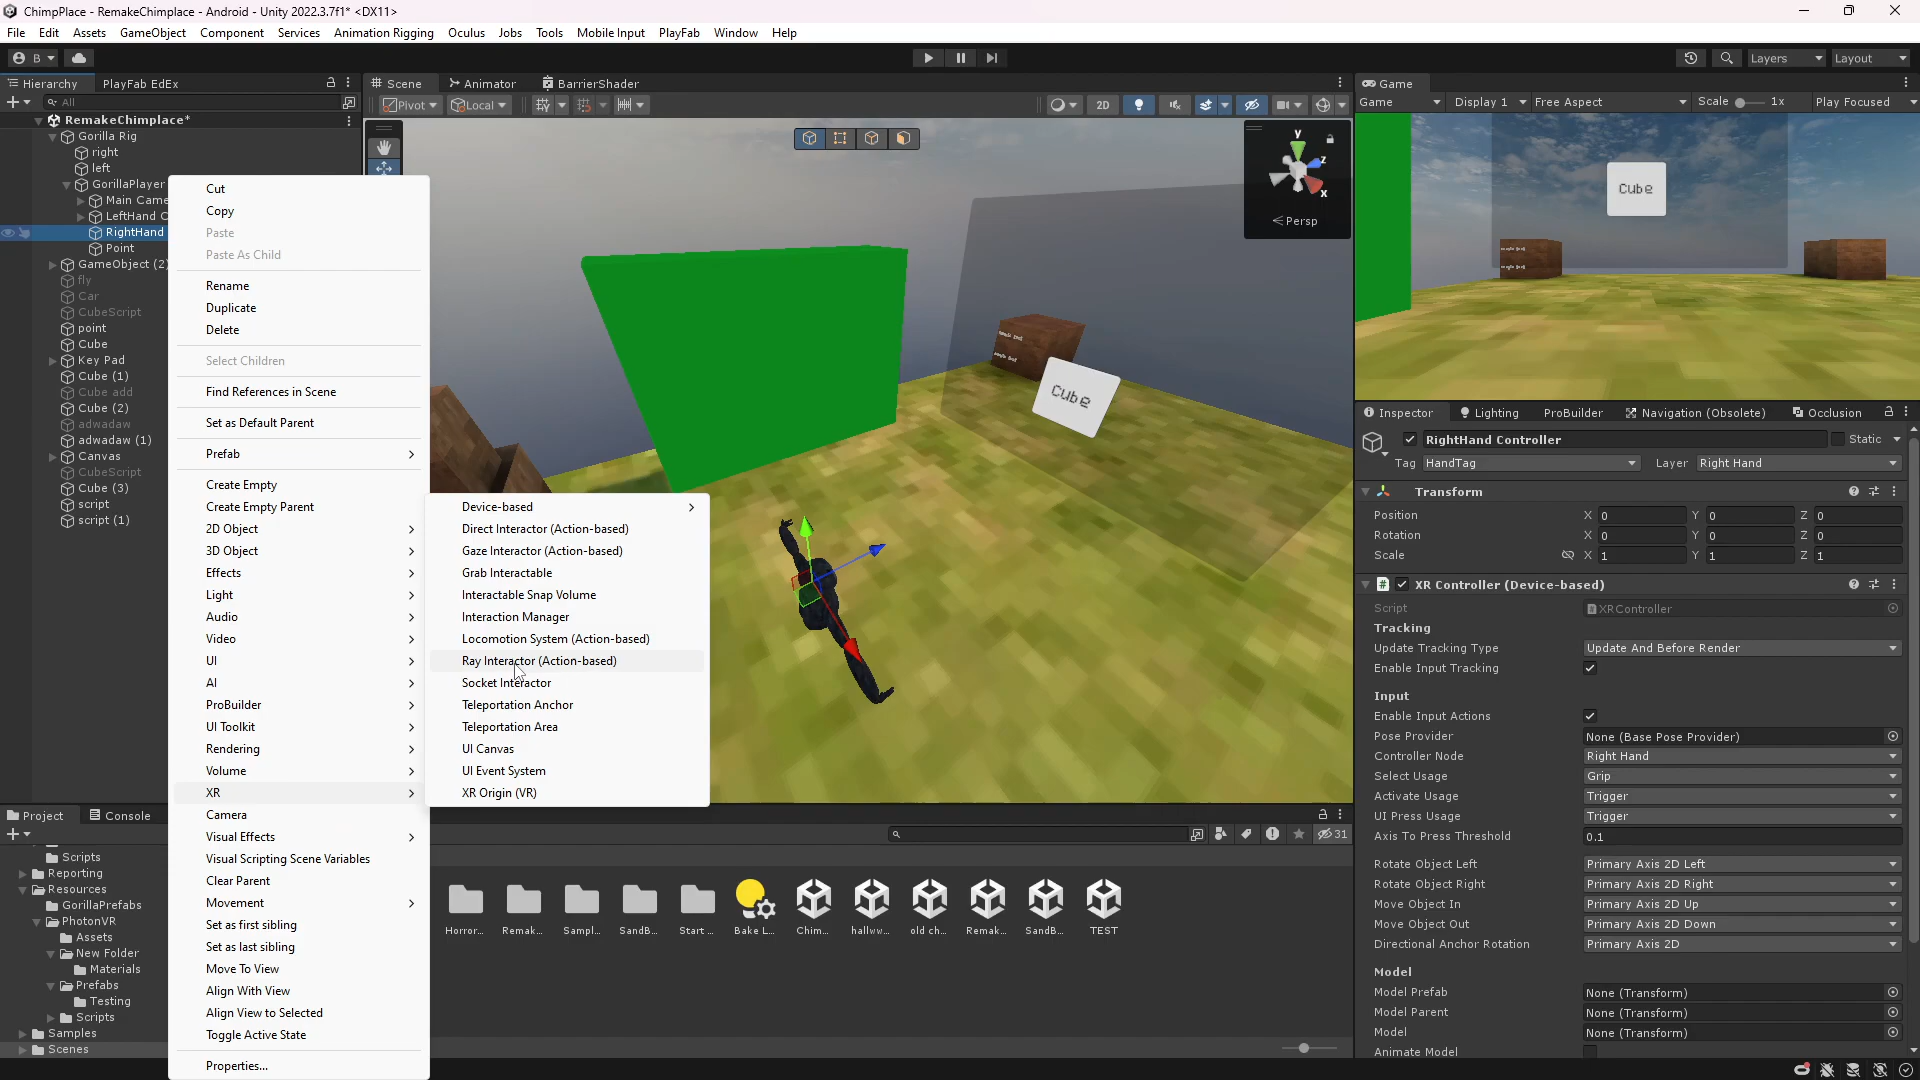 ChimpPlace - RemakeChimplace - Android - Unity 2022.3.7f1* <DX11>
File Edit Assets GameObject Component Services Animation Rigging Oculus Jobs Tools Mobile Input PlayFab Window Help
B
Layers Layout
Hierarchy PlayFab EdEx
Scene Animator BarrierShader
Game
All
Pivot Local
2D
Game Display 1 Free Aspect Scale 1x Play Focused
RemakeChimplace*
Gorilla Rig
right
left
GorillaPlayer
Main Came
LeftHand C
RightHand
Point
GameObject (2)
fly
Car
CubeScript
point
Cube
Key Pad
Cube (1)
Cube add
Cube (2)
adwadaw
adwadaw (1)
Canvas
CubeScript
Cube (3)
script
script (1)
Cut
Copy
Paste
Paste As Child
Rename
Duplicate
Delete
Select Children
Find References in Scene
Set as Default Parent
Prefab
Create Empty
Create Empty Parent
2D Object
3D Object
Effects
Light
Audio
Video
UI
AI
ProBuilder
UI Toolkit
Rendering
Volume
XR
Camera
Visual Effects
Visual Scripting Scene Variables
Clear Parent
Movement
Set as first sibling
Set as last sibling
Move To View
Align With View
Align View to Selected
Toggle Active State
Properties...
Device-based
Direct Interactor (Action-based)
Gaze Interactor (Action-based)
Grab Interactable
Interactable Snap Volume
Interaction Manager
Locomotion System (Action-based)
Ray Interactor (Action-based)
Socket Interactor
Teleportation Anchor
Teleportation Area
UI Canvas
UI Event System
XR Origin (VR)
y
z
x
Persp
Cube
Cube
Inspector Lighting ProBuilder Navigation (Obsolete) Occlusion
RightHand Controller Static
Tag HandTag Layer Right Hand
Transform
Position X 0 Y 0 Z 0
Rotation X 0 Y 0 Z 0
Scale X 1 Y 1 Z 1
XR Controller (Device-based)
Script XRController
Tracking
Update Tracking Type Update And Before Render
Enable Input Tracking
Input
Enable Input Actions
Pose Provider None (Base Pose Provider)
Controller Node Right Hand
Select Usage Grip
Activate Usage Trigger
UI Press Usage Trigger
Axis To Press Threshold 0.1
Rotate Object Left Primary Axis 2D Left
Rotate Object Right Primary Axis 2D Right
Move Object In Primary Axis 2D Up
Move Object Out Primary Axis 2D Down
Directional Anchor Rotation Primary Axis 2D
Model
Model Prefab None (Transform)
Model Parent None (Transform)
Model None (Transform)
Animate Model
Project Console
31
Scripts
Reporting
Resources
GorillaPrefabs
PhotonVR
Assets
New Folder
Materials
Prefabs
Testing
Scripts
Samples
Scenes
Horror... Remak... Sampl... SandB... Start ... Bake L... Chim... hallww... old ch... Remak... SandB... TEST